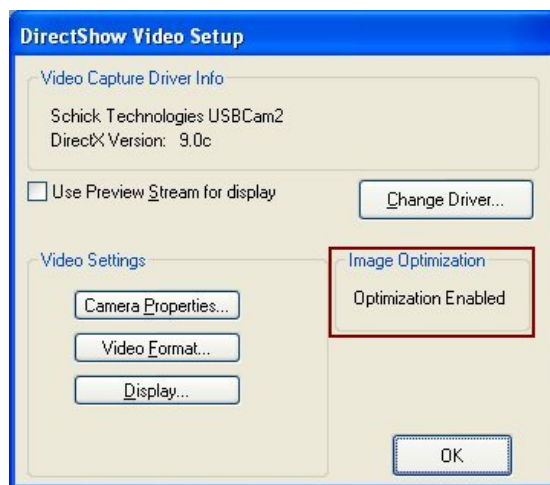 DirectShow Video Setup
Video Capture Driver Info
Schick Technologies USBCam2
DirectX Version: 9.0c
Use Preview Stream for display
Change Driver...
Video Settings
Image Optimization
Camera Properties...
Optimization Enabled
Video Format...
Display...
OK